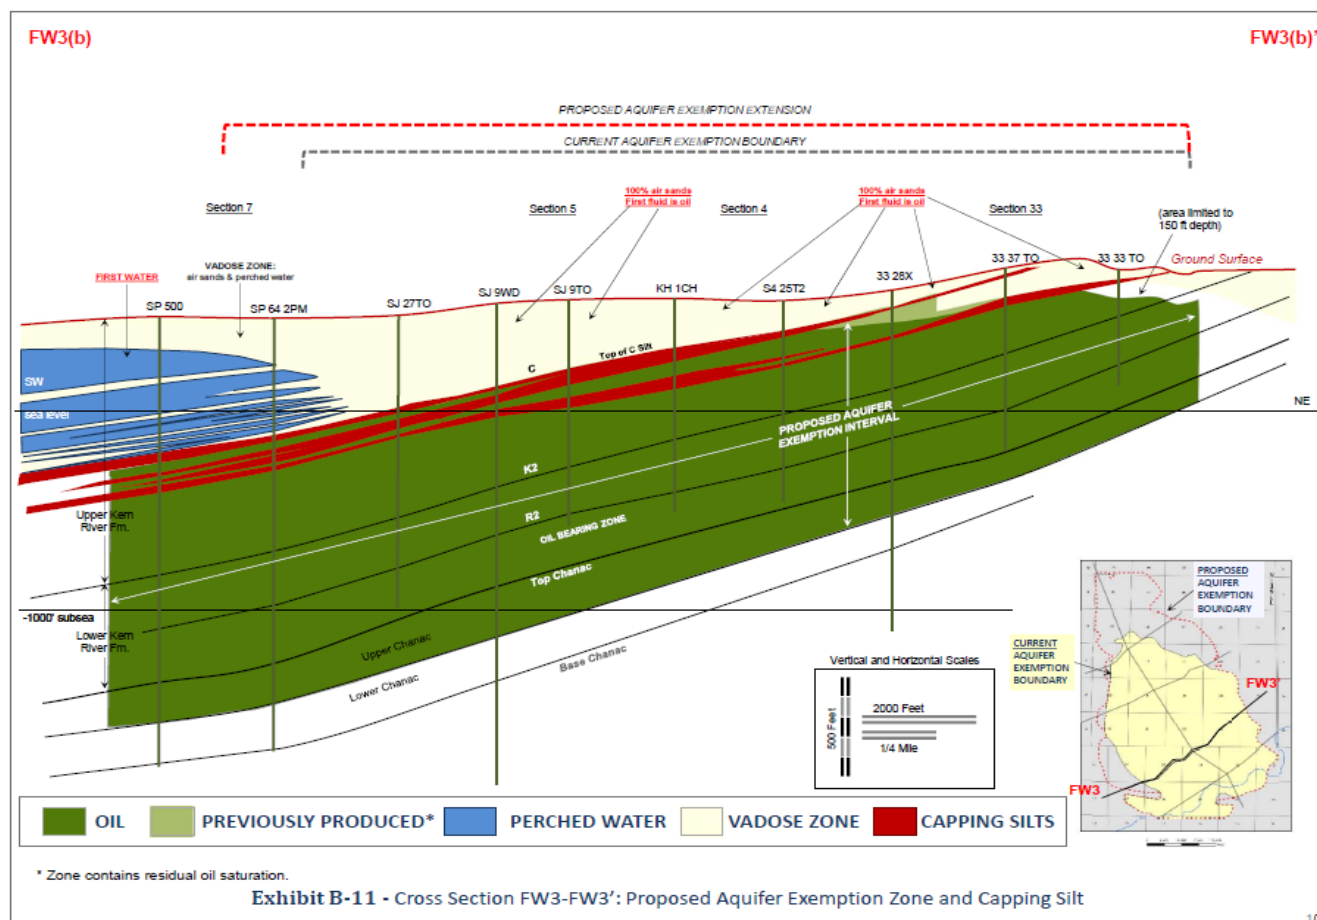 FW3(b)
FW3(b)'
PROPOSED AQUIFER EXEMPTION EXTENSION
CURRENT AQUIFER EXEMPTION BOUNDARY
100% air sands
First fluid is oil
100% air sands
First fluid is oil
Section 7
Section 5
Section 4
Section 33
(area limited to
150 ft depth)
FIRST WATER
VADOSE ZONE:
air sands & perched water
Ground Surface
SP 500
SP 64 2PM
SJ 27TO
SJ 9WD
SJ 9TO
KH 1CH
S4 25T2
33 28X
33 37 TO
33 33 TO
Top of C Silt
C
SW
sea level
NE
PROPOSED AQUIFER
EXEMPTION INTERVAL
K2
R2
OIL BEARING ZONE
Top Chanac
Upper Kern
River Fm.
-1000' subsea
Lower Kern
River Fm.
Upper Chanac
Lower Chanac
Base Chanac
Vertical and Horizontal Scales
500 Feet
2000 Feet
1/4 Mile
PROPOSED
AQUIFER
EXEMPTION
BOUNDARY
CURRENT
AQUIFER
EXEMPTION
BOUNDARY
FW3'
FW3
OIL
PREVIOUSLY PRODUCED*
PERCHED WATER
VADOSE ZONE
CAPPING SILTS
* Zone contains residual oil saturation.
Exhibit B-11 - Cross Section FW3-FW3': Proposed Aquifer Exemption Zone and Capping Silt